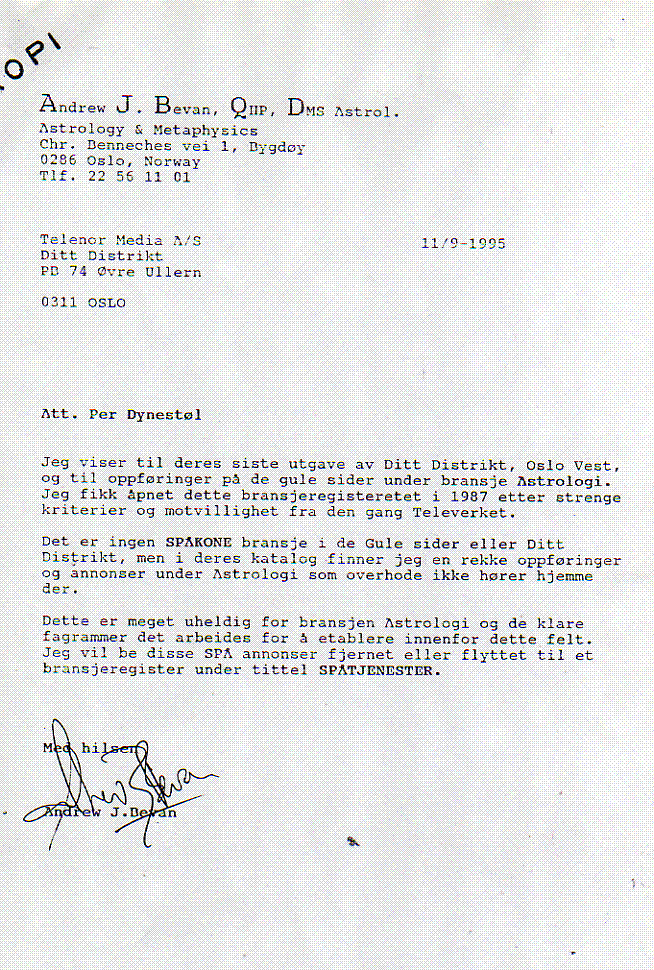 KOPI
Andrew J. Bevan, QHP, DMS Astrol.
Astrology & Metaphysics
Chr. Benneches vei 1, Bygdøy
0286 Oslo, Norway
Tlf. 22 56 11 01
Telenor Media A/S
11/9-1995
Ditt Distrikt
PB 74 Øvre Ullern
0311 OSLO
Att. Per Dynestøl
Jeg viser til deres siste utgave av Ditt Distrikt, Oslo Vest,
og til oppføringer på de gule sider under bransje Astrologi.
Jeg fikk åpnet dette bransjeregisteretet i 1987 etter strenge
kriterier og motvillighet fra den gang Televerket.
Det er ingen SPÅKONE bransje i de Gule sider eller Ditt
Distrikt, men i deres katalog finner jeg en rekke oppføringer
og annonser under Astrologi som overhode ikke hører hjemme
der.
Dette er meget uheldig for bransjen Astrologi og de klare
fagrammer det arbeides for å etablere innenfor dette felt.
Jeg vil be disse SPÅ annonser fjernet eller flyttet til et
bransjeregister under tittel SPÅTJENESTER.
Med hilsen
Andrew J.Bevan